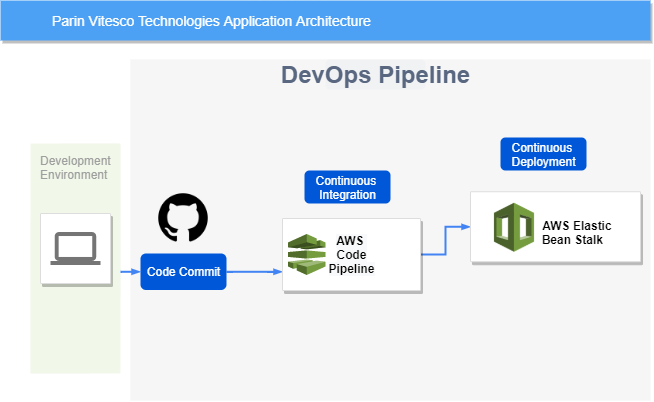 Parin Vitesco Technologies Application Architecture
DevOps Pipeline
Development
Environment
Code Commit
Continuous
Integration
AWS
Code
Pipeline
Continuous
Deployment
AWS Elastic
Bean Stalk